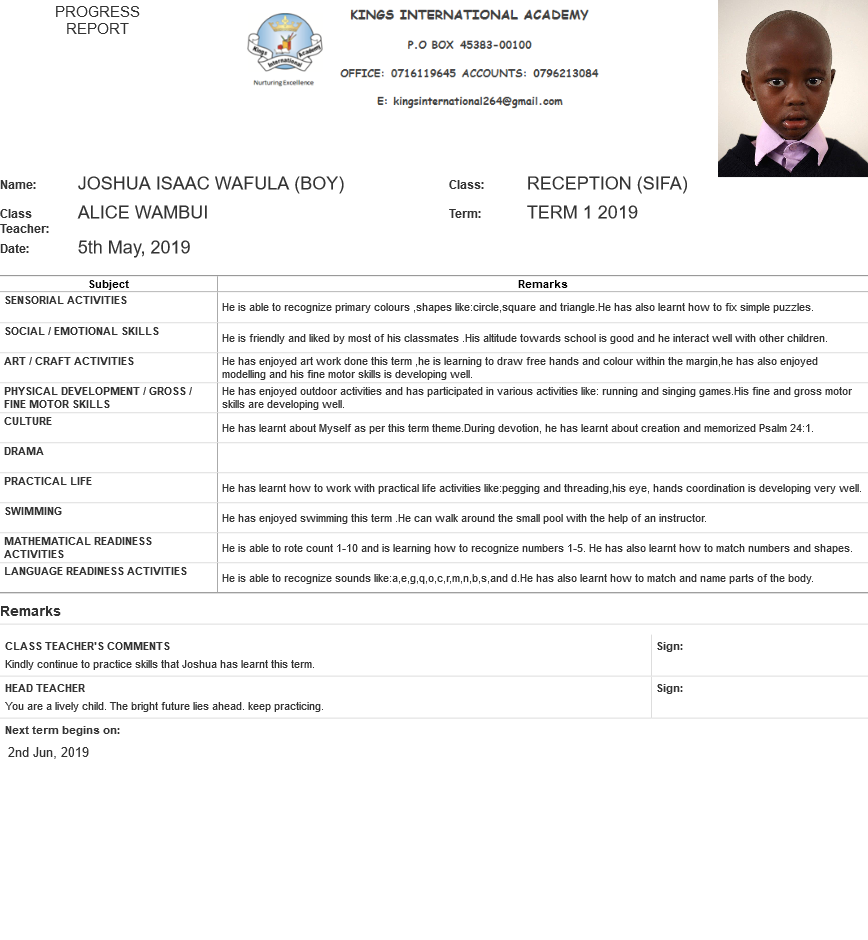 PROGRESS
REPORT
Kings International Academy
Nurturing Excellence
KINGS INTERNATIONAL ACADEMY
P.O BOX 45383-00100
OFFICE: 0716119645 ACCOUNTS: 0796213084
E: kingsinternational264@gmail.com
Name: JOSHUA ISAAC WAFULA (BOY) Class: RECEPTION (SIFA)
Class Teacher: ALICE WAMBUI Term: TERM 1 2019
Date: 5th May, 2019
Subject Remarks
SENSORIAL ACTIVITIES
He is able to recognize primary colours ,shapes like:circle,square and triangle.He has also learnt how to fix simple puzzles.
SOCIAL / EMOTIONAL SKILLS
He is friendly and liked by most of his classmates .His altitude towards school is good and he interact well with other children.
ART / CRAFT ACTIVITIES
He has enjoyed art work done this term ,he is learning to draw free hands and colour within the margin,he has also enjoyed
modelling and his fine motor skills is developing well.
PHYSICAL DEVELOPMENT / GROSS /
FINE MOTOR SKILLS
He has enjoyed outdoor activities and has participated in various activities like: running and singing games.His fine and gross motor
skills are developing well.
CULTURE
He has learnt about Myself as per this term theme.During devotion, he has learnt about creation and memorized Psalm 24:1.
DRAMA
PRACTICAL LIFE
He has learnt how to work with practical life activities like:pegging and threading,his eye, hands coordination is developing very well.
SWIMMING
He has enjoyed swimming this term .He can walk around the small pool with the help of an instructor.
MATHEMATICAL READINESS
ACTIVITIES
He is able to rote count 1-10 and is learning how to recognize numbers 1-5. He has also learnt how to match numbers and shapes.
LANGUAGE READINESS ACTIVITIES
He is able to recognize sounds like:a,e,g,q,o,c,r,m,n,b,s,and d.He has also learnt how to match and name parts of the body.
Remarks
CLASS TEACHER'S COMMENTS Sign:
Kindly continue to practice skills that Joshua has learnt this term.
HEAD TEACHER Sign:
You are a lively child. The bright future lies ahead. keep practicing.
Next term begins on:
2nd Jun, 2019